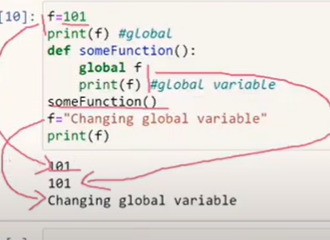 [10]: f=101
print(f) #global
def someFunction():
    global f
    print(f) #global variable
someFunction()
f="Changing global variable"
print(f)
101
101
Changing global variable